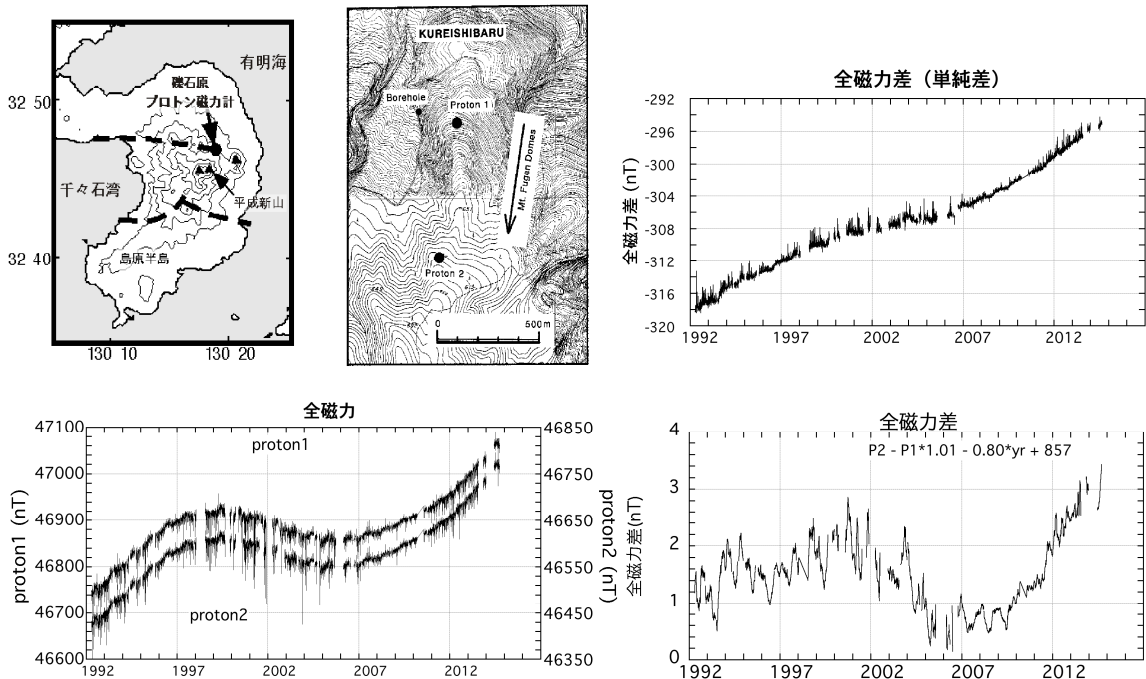 有明海
礫石原
プロトン磁力計
32 50
千々石湾
平成新山
32 40
島原半島
130 10
130 20
KUREISHIBARU
Borehole
Proton 1
Mt. Fugen Domes
Proton 2
0 500m
全磁力差（単純差）
全磁力差 (nT)
-292
-296
-300
-304
-308
-312
-316
-320
1992 1997 2002 2007 2012
全磁力
proton1 (nT)
47100
47000
46900
46800
46700
46600
proton1
proton2
46850
46750
46650
46550
46450
46350
proton2 (nT)
1992 1997 2002 2007 2012
全磁力差
P2 - P1*1.01 - 0.80*yr + 857
全磁力差(nT)
4
3
2
1
0
1992 1997 2002 2007 2012